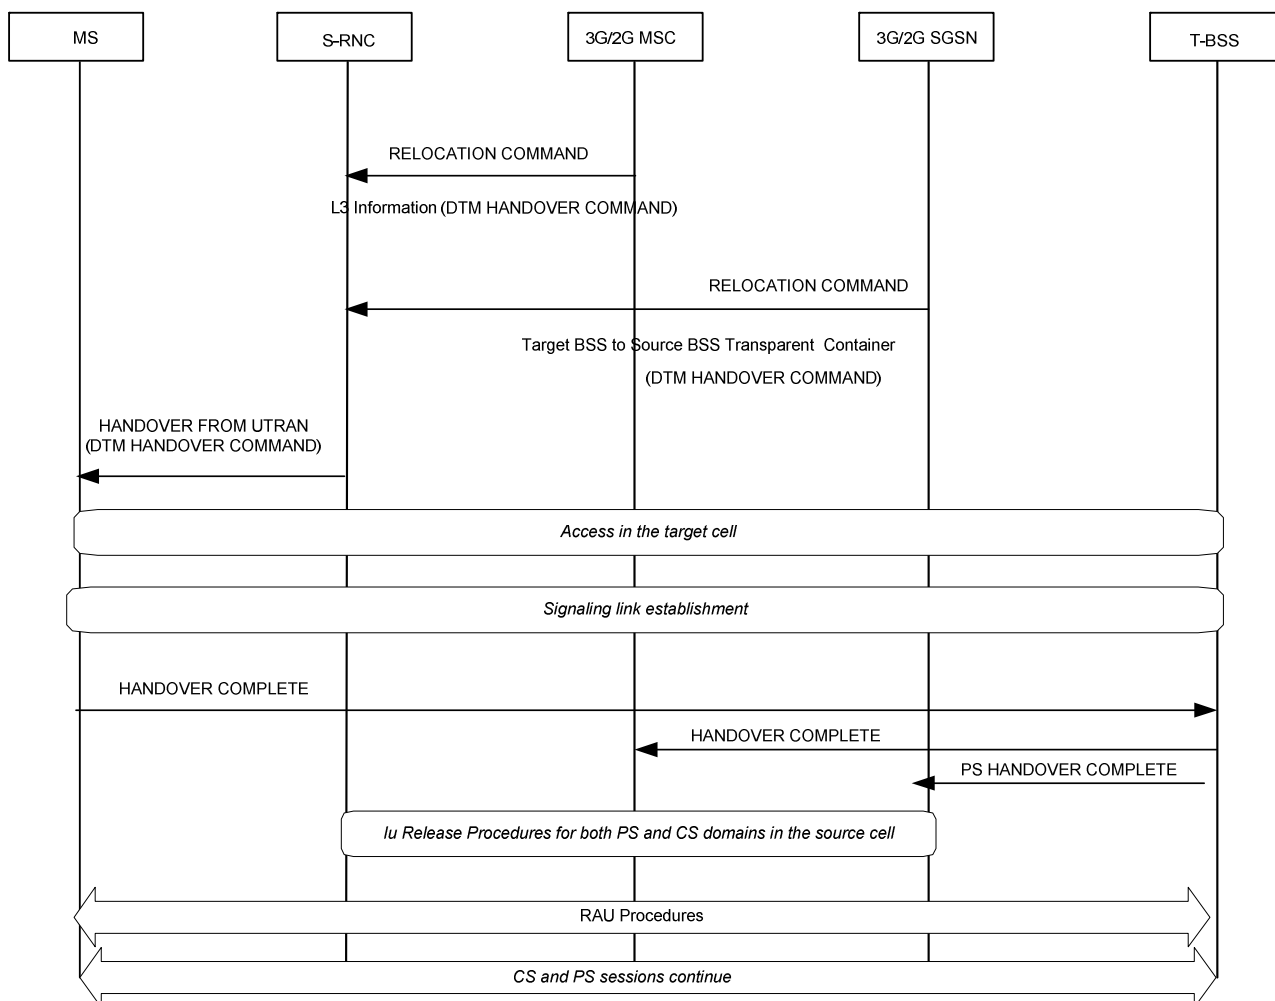 MS
S-RNC
3G/2G MSC
3G/2G SGSN
T-BSS
RELOCATION COMMAND
L3 Information (DTM HANDOVER COMMAND)
RELOCATION COMMAND
Target BSS to Source BSS Transparent Container
(DTM HANDOVER COMMAND)
HANDOVER FROM UTRAN
(DTM HANDOVER COMMAND)
Access in the target cell
Signaling link establishment
HANDOVER COMPLETE
HANDOVER COMPLETE
PS HANDOVER COMPLETE
Iu Release Procedures for both PS and CS domains in the source cell
RAU Procedures
CS and PS sessions continue